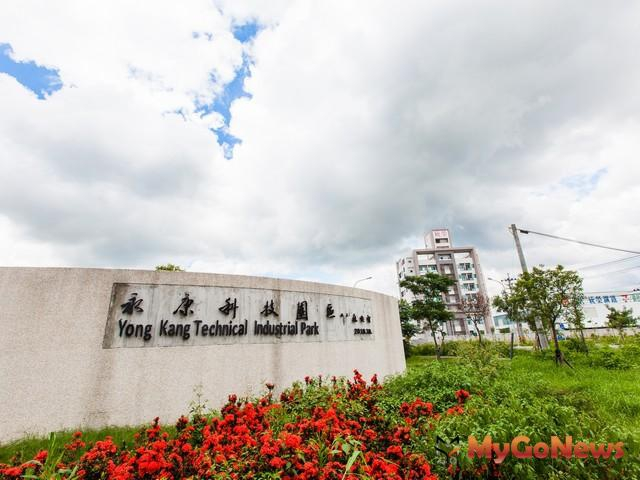 永康科技園區
Yong Kang Technical Industrial Park
MyGoNews